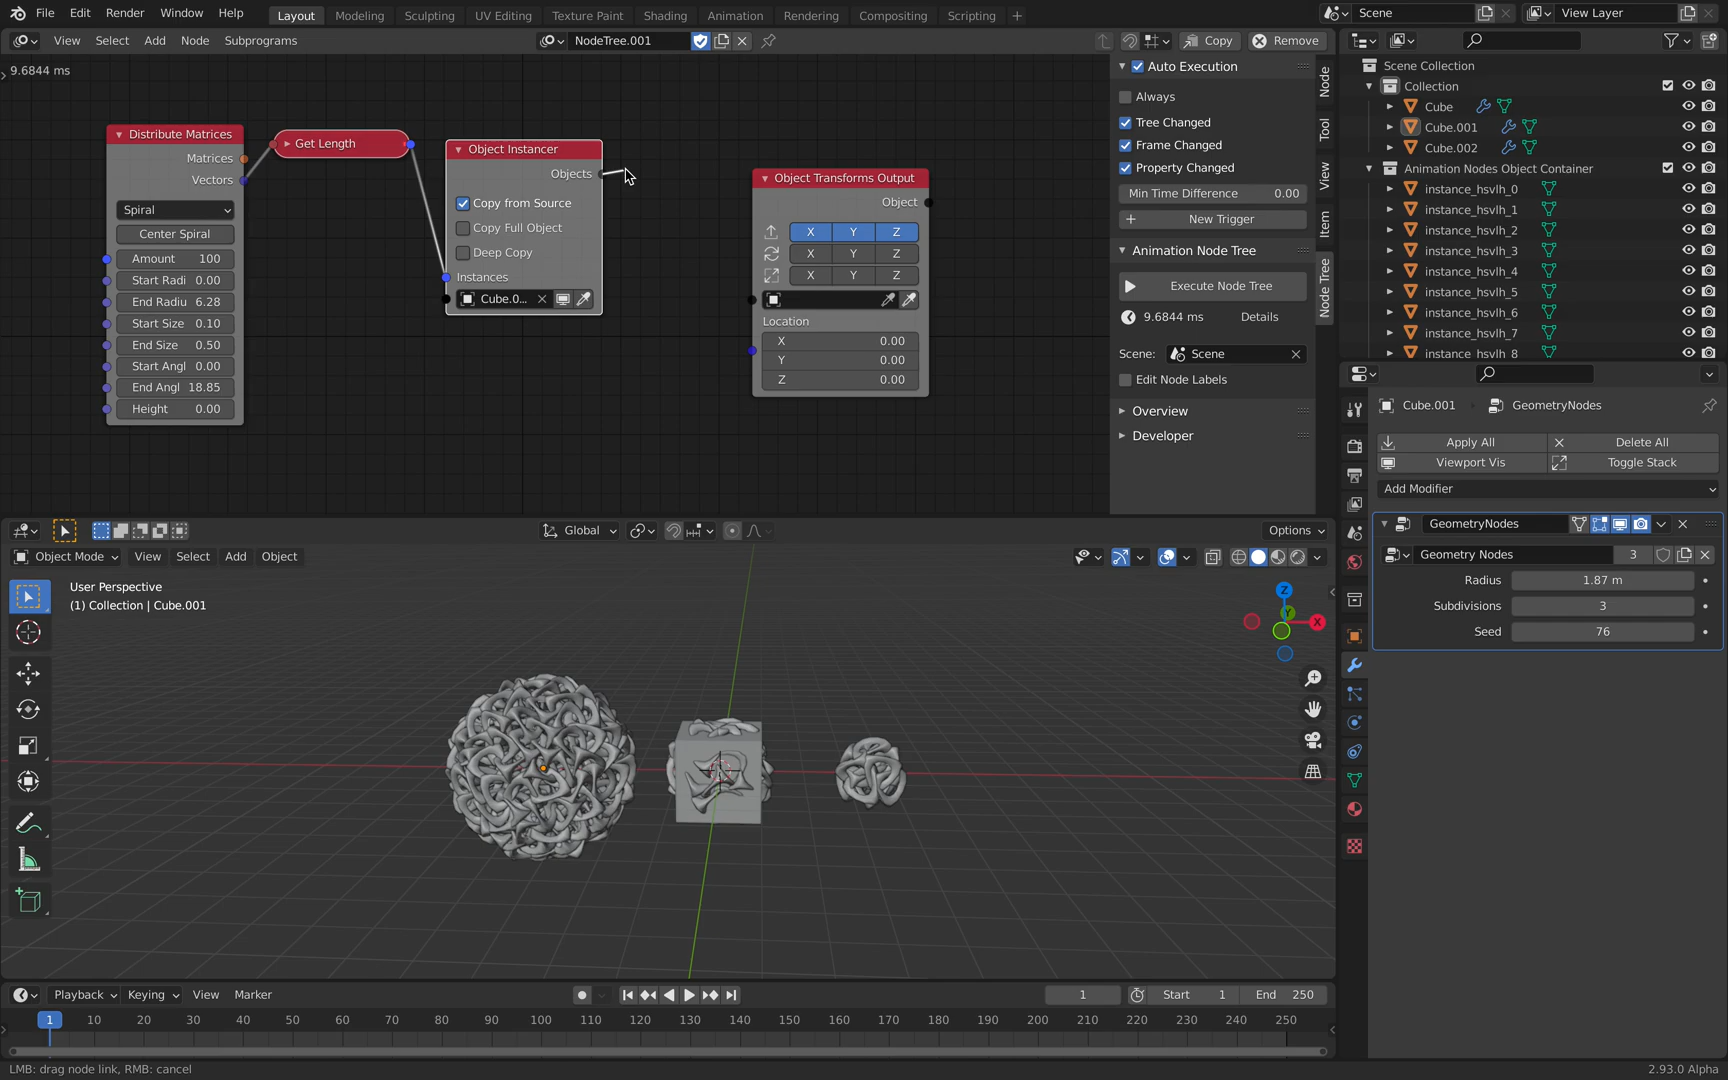 File Edit Render Window Help Layout Modeling Sculpting UV Editing Texture Paint Shading Animation Rendering Compositing Scripting + Scene View Layer
View Select Add Node Subprograms NodeTree.001 Copy Remove
9.6844 ms
Distribute Matrices
Matrices
Vectors
Spiral
Center Spiral
Amount 100
Start Radi 0.00
End Radiu 6.28
Start Size 0.10
End Size 0.50
Start Angl 0.00
End Angl 18.85
Height 0.00
Get Length
Object Instancer
Objects
Copy from Source
Copy Full Object
Deep Copy
Instances
Cube.0...
Object Transforms Output
Object
X Y Z
X Y Z
X Y Z
Location
X 0.00
Y 0.00
Z 0.00
Auto Execution
Always
Tree Changed
Frame Changed
Property Changed
Min Time Difference 0.00
New Trigger
Animation Node Tree
Execute Node Tree
9.6844 ms Details
Scene: Scene
Edit Node Labels
Overview
Developer
Node
Tool
View
Item
Node Tree
Scene Collection
Collection
Cube
Cube.001
Cube.002
Animation Nodes Object Container
instance_hsvlh_0
instance_hsvlh_1
instance_hsvlh_2
instance_hsvlh_3
instance_hsvlh_4
instance_hsvlh_5
instance_hsvlh_6
instance_hsvlh_7
instance_hsvlh_8
Cube.001 GeometryNodes
Apply All Delete All
Viewport Vis Toggle Stack
Add Modifier
GeometryNodes
Geometry Nodes 3
Radius 1.87 m
Subdivisions 3
Seed 76
Global Options
Object Mode View Select Add Object
User Perspective
(1) Collection | Cube.001
Z
Y
X
Playback Keying View Marker 1 Start 1 End 250
1 10 20 30 40 50 60 70 80 90 100 110 120 130 140 150 160 170 180 190 200 210 220 230 240 250
LMB: drag node link, RMB: cancel 2.93.0 Alpha